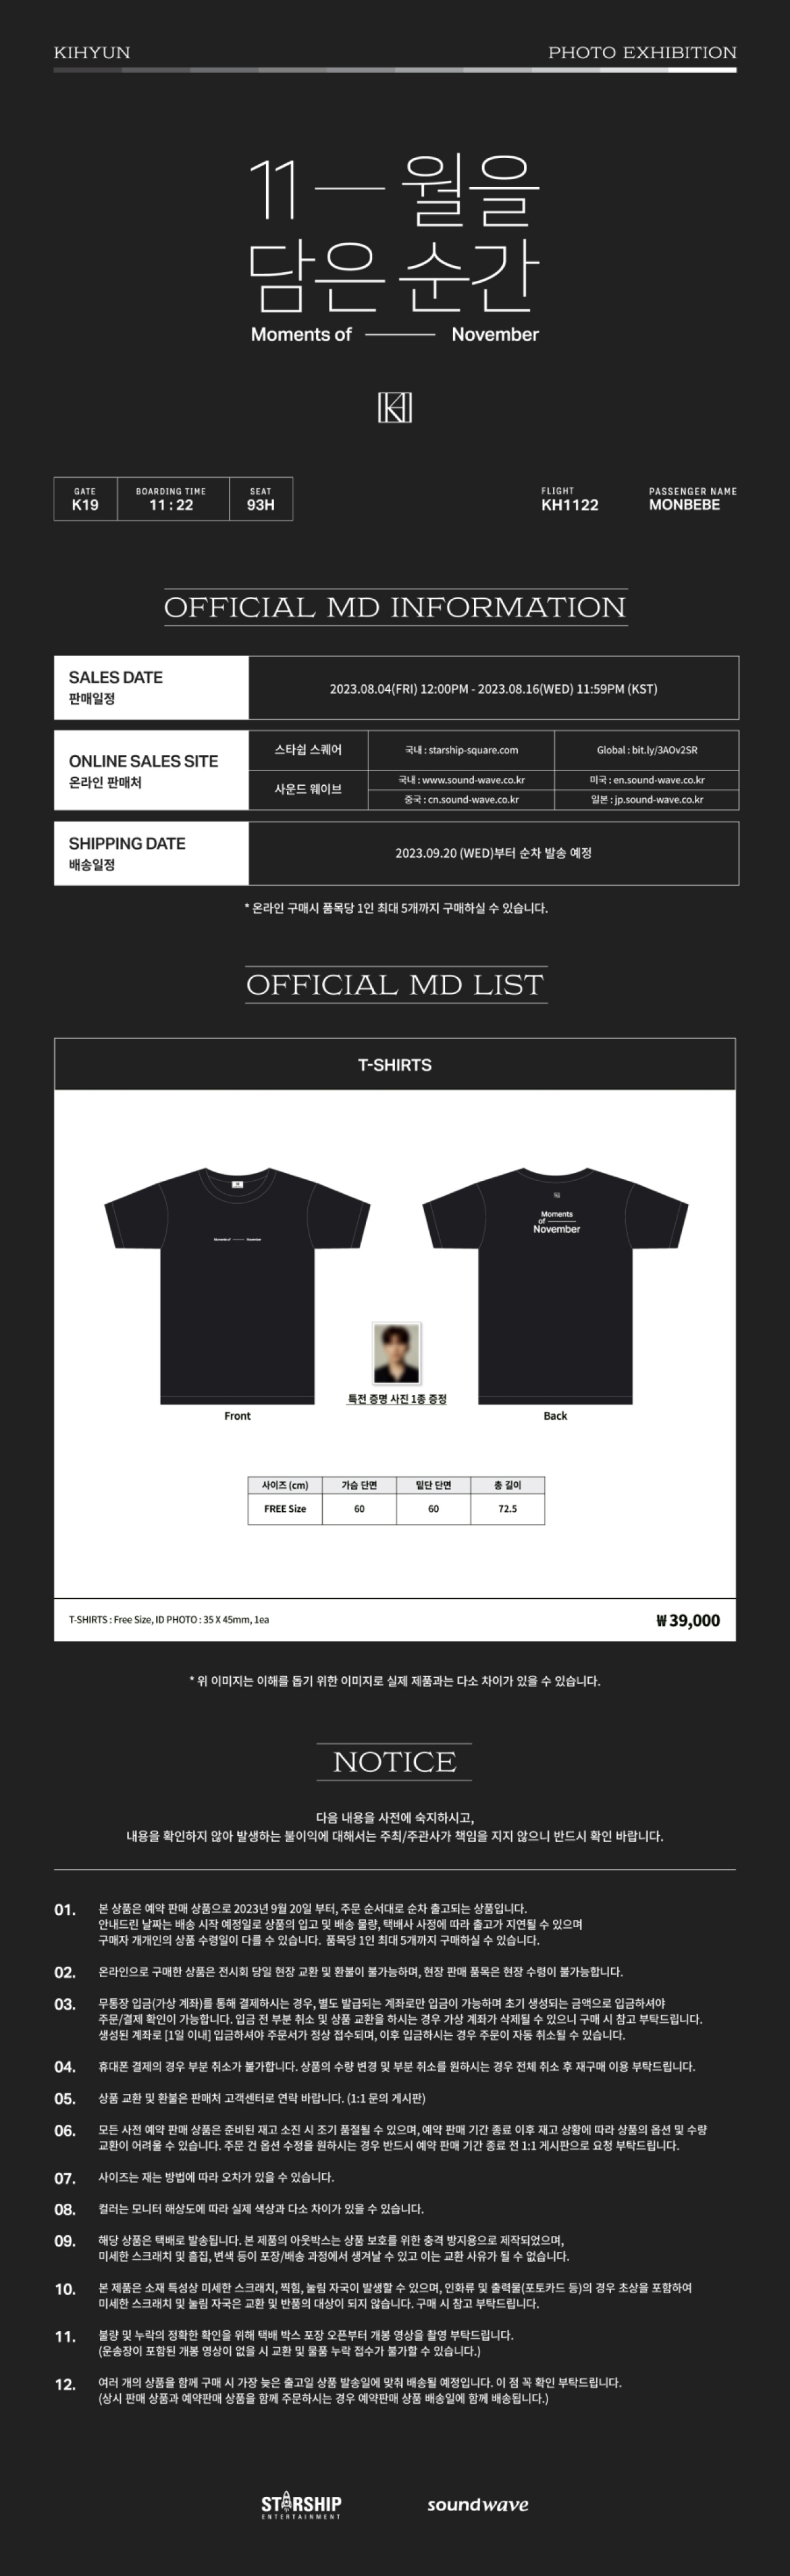 KIHYUN
PHOTO EXHIBITION
11 — 월을
담은 순간
Moments of —— November
GATE
K19
BOARDING TIME
11 : 22
SEAT
93H
FLIGHT
KH1122
PASSENGER NAME
MONBEBE
OFFICIAL MD INFORMATION
SALES DATE
판매일정
2023.08.04(FRI) 12:00PM - 2023.08.16(WED) 11:59PM (KST)
ONLINE SALES SITE
온라인 판매처
스타쉽 스퀘어
국내 : starship-square.com
Global : bit.ly/3AOv2SR
사운드 웨이브
국내 : www.sound-wave.co.kr
미국 : en.sound-wave.co.kr
중국 : cn.sound-wave.co.kr
일본 : jp.sound-wave.co.kr
SHIPPING DATE
배송일정
2023.09.20 (WED)부터 순차 발송 예정
* 온라인 구매시 품목당 1인 최대 5개까지 구매하실 수 있습니다.
OFFICIAL MD LIST
T-SHIRTS
Moments of —— November
Moments
of ——
November
특전 증명 사진 1종 증정
Front
Back
사이즈 (cm) 가슴 단면 밑단 단면 총 길이
FREE Size 60 60 72.5
T-SHIRTS : Free Size, ID PHOTO : 35 X 45mm, 1ea
₩39,000
* 위 이미지는 이해를 돕기 위한 이미지로 실제 제품과는 다소 차이가 있을 수 있습니다.
NOTICE
다음 내용을 사전에 숙지하시고,
내용을 확인하지 않아 발생하는 불이익에 대해서는 주최/주관사가 책임을 지지 않으니 반드시 확인 바랍니다.
01. 본 상품은 예약 판매 상품으로 2023년 9월 20일 부터, 주문 순서대로 순차 출고되는 상품입니다.
안내드린 날짜는 배송 시작 예정일로 상품의 입고 및 배송 물량, 택배사 사정에 따라 출고가 지연될 수 있으며
구매자 개개인의 상품 수령일이 다를 수 있습니다. 품목당 1인 최대 5개까지 구매하실 수 있습니다.
02. 온라인으로 구매한 상품은 전시회 당일 현장 교환 및 환불이 불가능하며, 현장 판매 품목은 현장 수령이 불가능합니다.
03. 무통장 입금(가상 계좌)를 통해 결제하시는 경우, 별도 발급되는 계좌로만 입금이 가능하며 초기 생성되는 금액으로 입금하셔야
주문/결제 확인이 가능합니다. 입금 전 부분 취소 및 상품 교환을 하시는 경우 가상 계좌가 삭제될 수 있으니 구매 시 참고 부탁드립니다.
생성된 계좌로 [1일 이내] 입금하셔야 주문서가 정상 접수되며, 이후 입금하시는 경우 주문이 자동 취소될 수 있습니다.
04. 휴대폰 결제의 경우 부분 취소가 불가합니다. 상품의 수량 변경 및 부분 취소를 원하시는 경우 전체 취소 후 재구매 이용 부탁드립니다.
05. 상품 교환 및 환불은 판매처 고객센터로 연락 바랍니다. (1:1 문의 게시판)
06. 모든 사전 예약 판매 상품은 준비된 재고 소진 시 조기 품절될 수 있으며, 예약 판매 기간 종료 이후 재고 상황에 따라 상품의 옵션 및 수량
교환이 어려울 수 있습니다. 주문 건 옵션 수정을 원하시는 경우 반드시 예약 판매 기간 종료 전 1:1 게시판으로 요청 부탁드립니다.
07. 사이즈는 재는 방법에 따라 오차가 있을 수 있습니다.
08. 컬러는 모니터 해상도에 따라 실제 색상과 다소 차이가 있을 수 있습니다.
09. 해당 상품은 택배로 발송됩니다. 본 제품의 아웃박스는 상품 보호를 위한 충격 방지용으로 제작되었으며,
미세한 스크래치 및 흠집, 변색 등이 포장/배송 과정에서 생겨날 수 있고 이는 교환 사유가 될 수 없습니다.
10. 본 제품은 소재 특성상 미세한 스크래치, 찍힘, 눌림 자국이 발생할 수 있으며, 인화류 및 출력물(포토카드 등)의 경우 초상을 포함하여
미세한 스크래치 및 눌림 자국은 교환 및 반품의 대상이 되지 않습니다. 구매 시 참고 부탁드립니다.
11. 불량 및 누락의 정확한 확인을 위해 택배 박스 포장 오픈부터 개봉 영상을 촬영 부탁드립니다.
(운송장이 포함된 개봉 영상이 없을 시 교환 및 물품 누락 접수가 불가할 수 있습니다.)
12. 여러 개의 상품을 함께 구매 시 가장 늦은 출고일 상품 발송일에 맞춰 배송될 예정입니다. 이 점 꼭 확인 부탁드립니다.
(상시 판매 상품과 예약판매 상품을 함께 주문하시는 경우 예약판매 상품 배송일에 함께 배송됩니다.)
STARSHIP
ENTERTAINMENT
soundwave